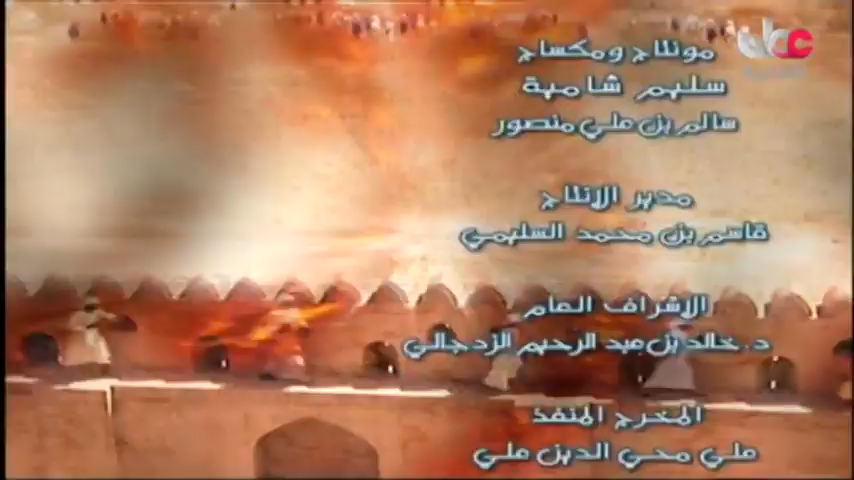 مونتاج ومكساج
سليم شامية
سالم بن علي منصور
مدير الإنتاج
قاسم بن محمد السليمي
الإشراف العام
د. خالد بن عبد الرحيم الزدجالي
المخرج المنفذ
علي محي الدين علي